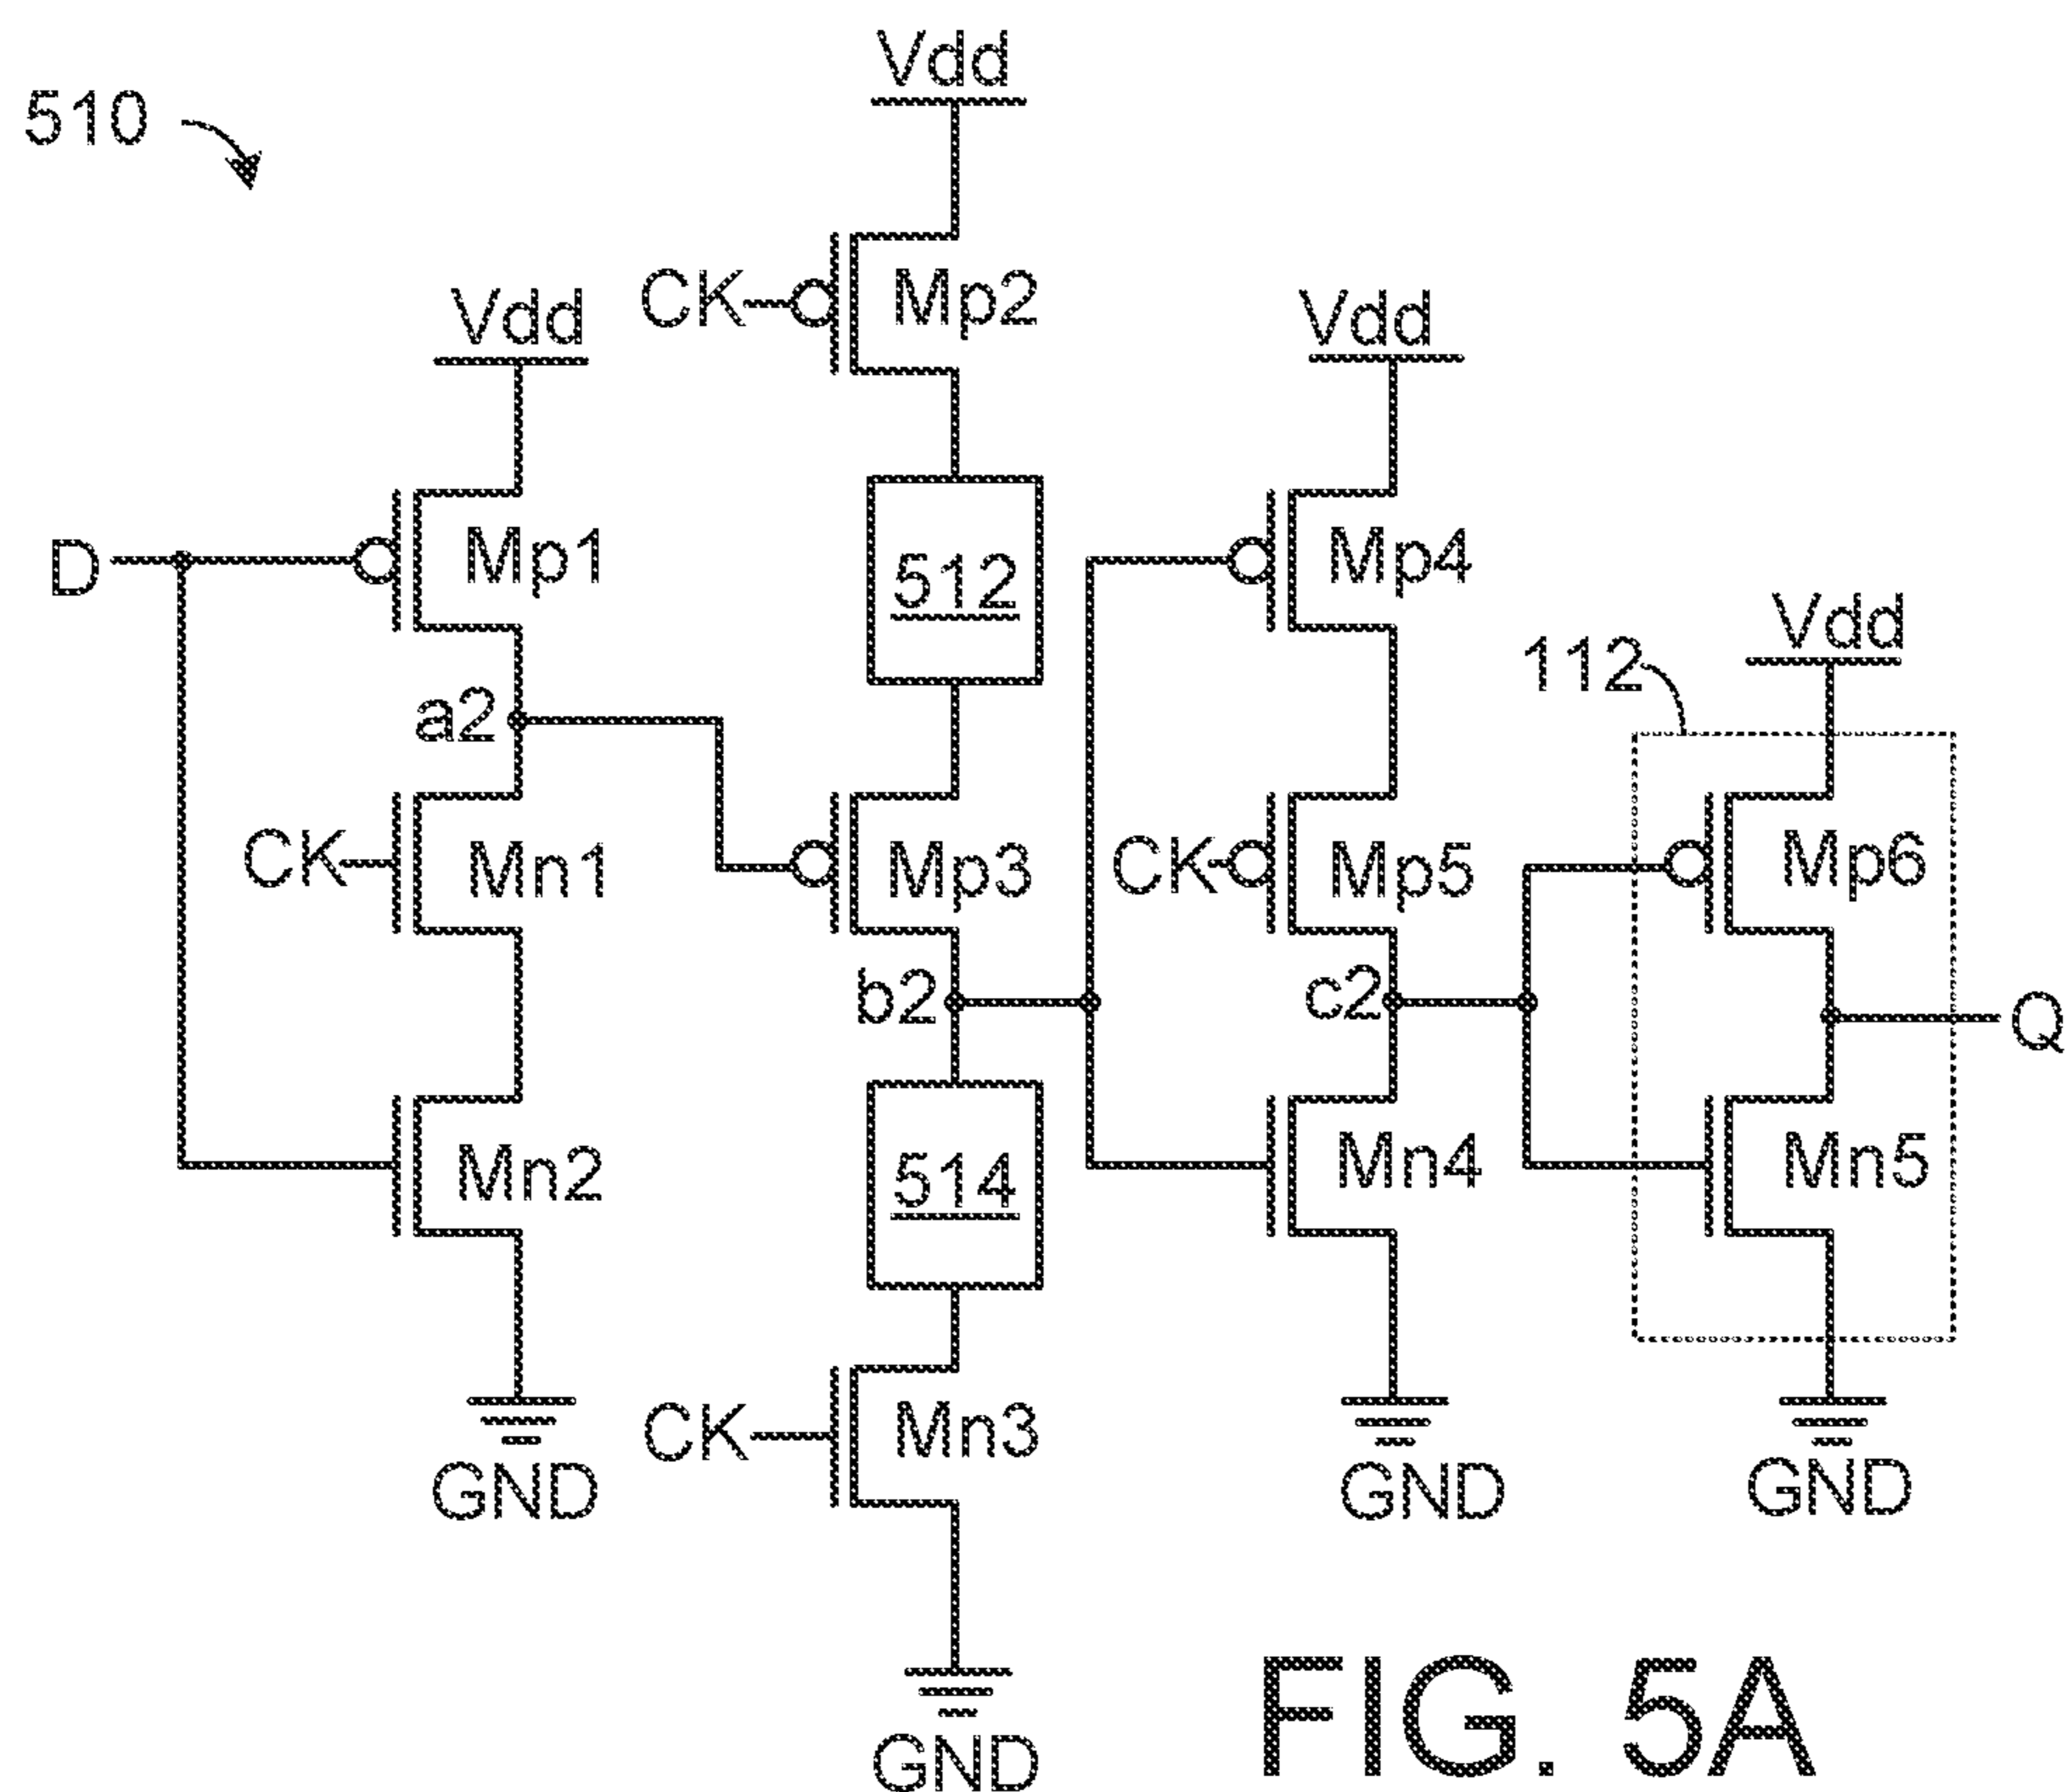 Vdd
510
CK
Mp2
Vdd
Vdd
D
Mp1
512
Mp4
Vdd
112
a2
CK
Mn1
Mp3
CK
Mp5
Mp6
b2
c2
Q
Mn2
514
Mn4
Mn5
CK
Mn3
GND
GND
GND
GND
FIG. 5A